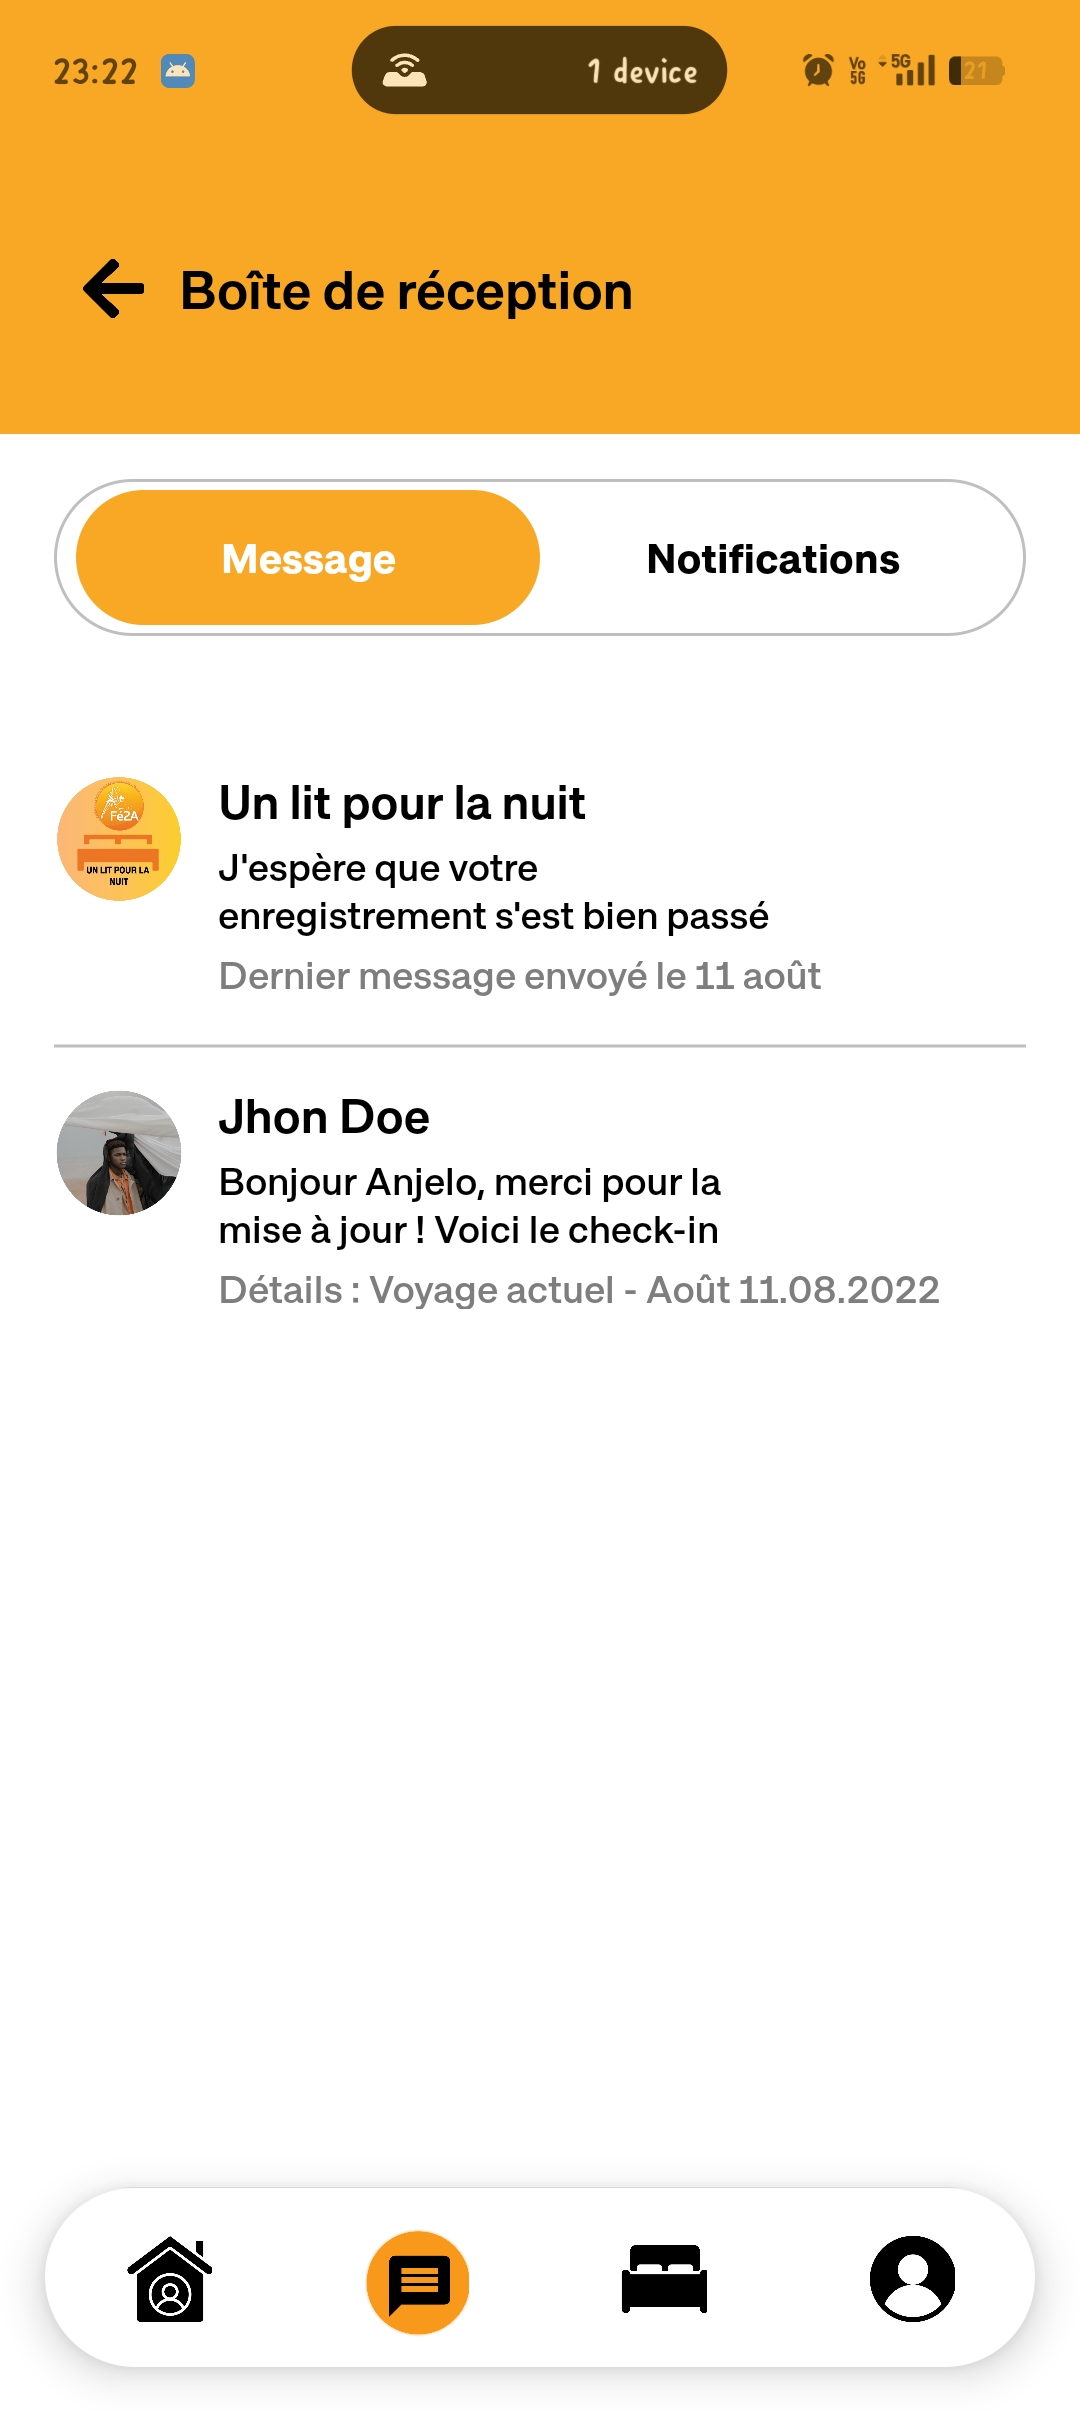 23:22
1 device
Vo
5G
5G
21
Boîte de réception
Message
Notifications
Fé2A
UN LIT POUR LA
NUIT
Un lit pour la nuit
J'espère que votre
enregistrement s'est bien passé
Dernier message envoyé le 11 août
Jhon Doe
Bonjour Anjelo, merci pour la
mise à jour ! Voici le check-in
Détails : Voyage actuel - Août 11.08.2022